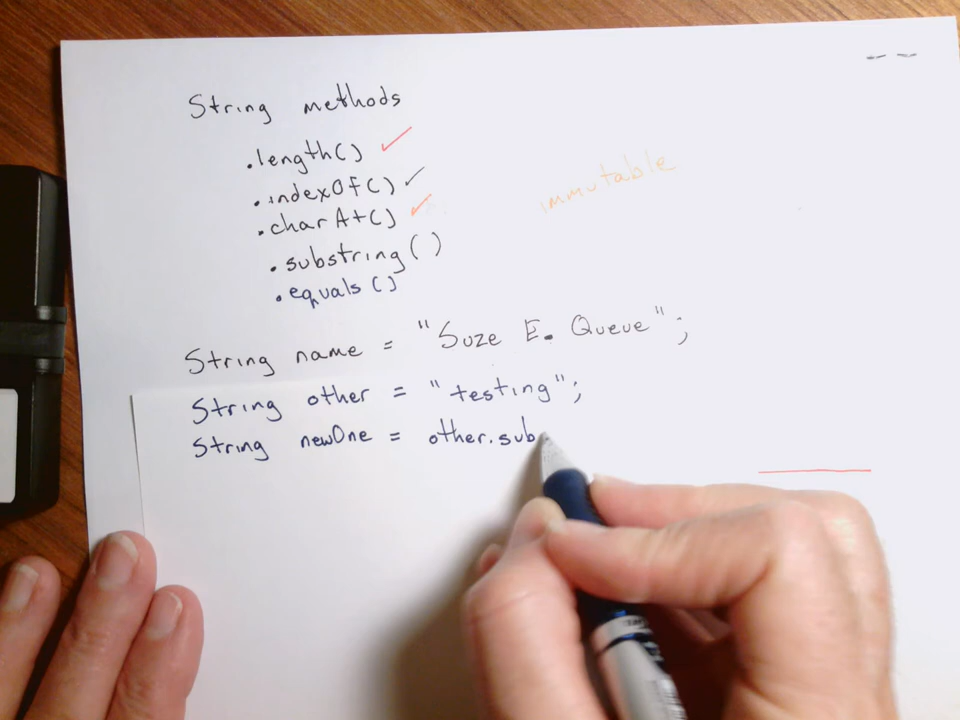 String methods
.length() ✓
.indexOf() ✓
.charAt() ✓
immutable
.substring()
.equals()
String name = "Suze E. Queue";
String other = "testing";
String newOne = other.sub